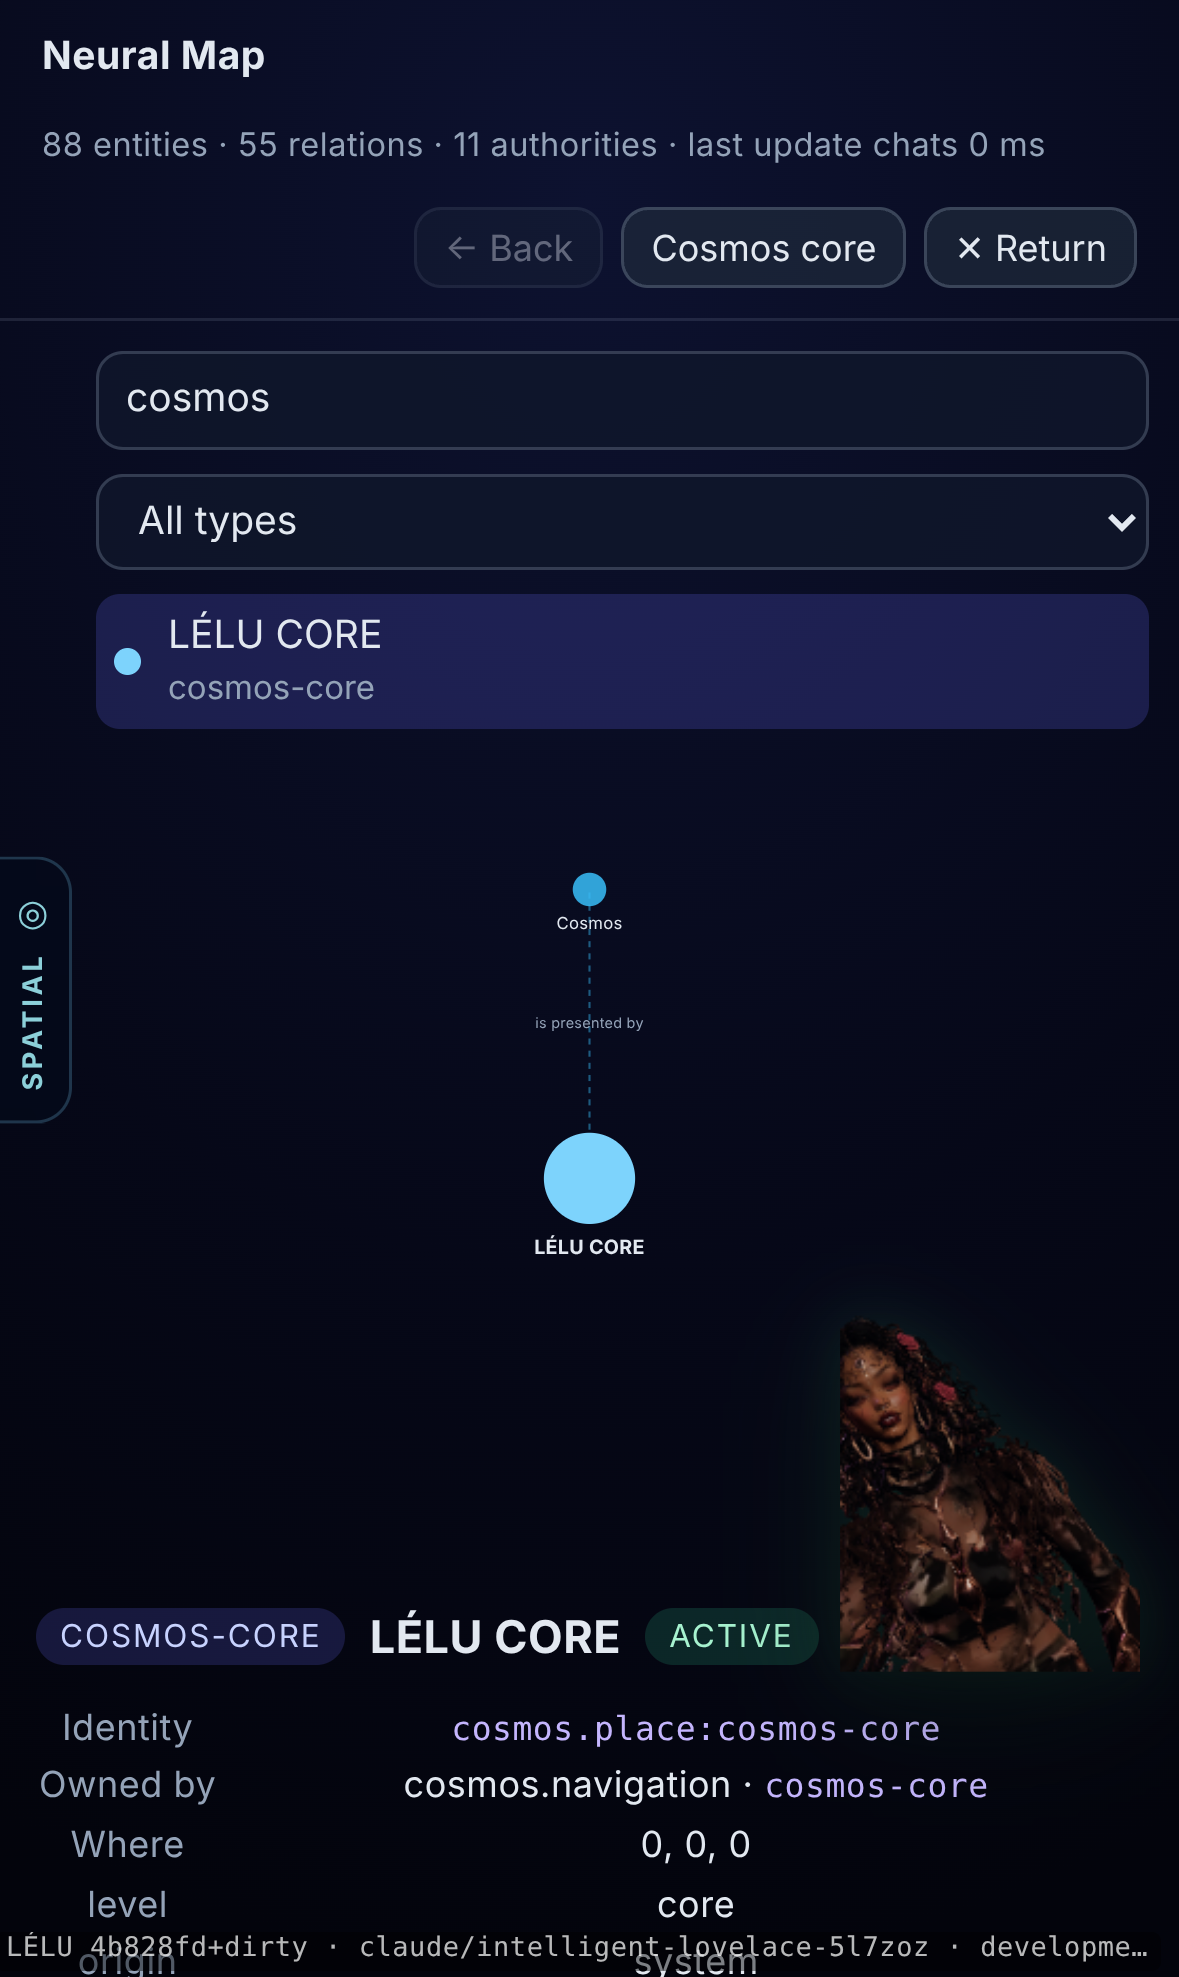 Neural Map
88 entities · 55 relations · 11 authorities · last update chats 0 ms
← Back
Cosmos core
✕ Return
cosmos
All types
LÉLU CORE
cosmos-core
SPATIAL ◎
Cosmos
is presented by
LÉLU CORE
COSMOS-CORE LÉLU CORE ACTIVE
Identity cosmos.place:cosmos-core
Owned by cosmos.navigation · cosmos-core
Where 0, 0, 0
level core
origin system
LÉLU 4b828fd+dirty · claude/intelligent-lovelace-5l7zoz · developme…